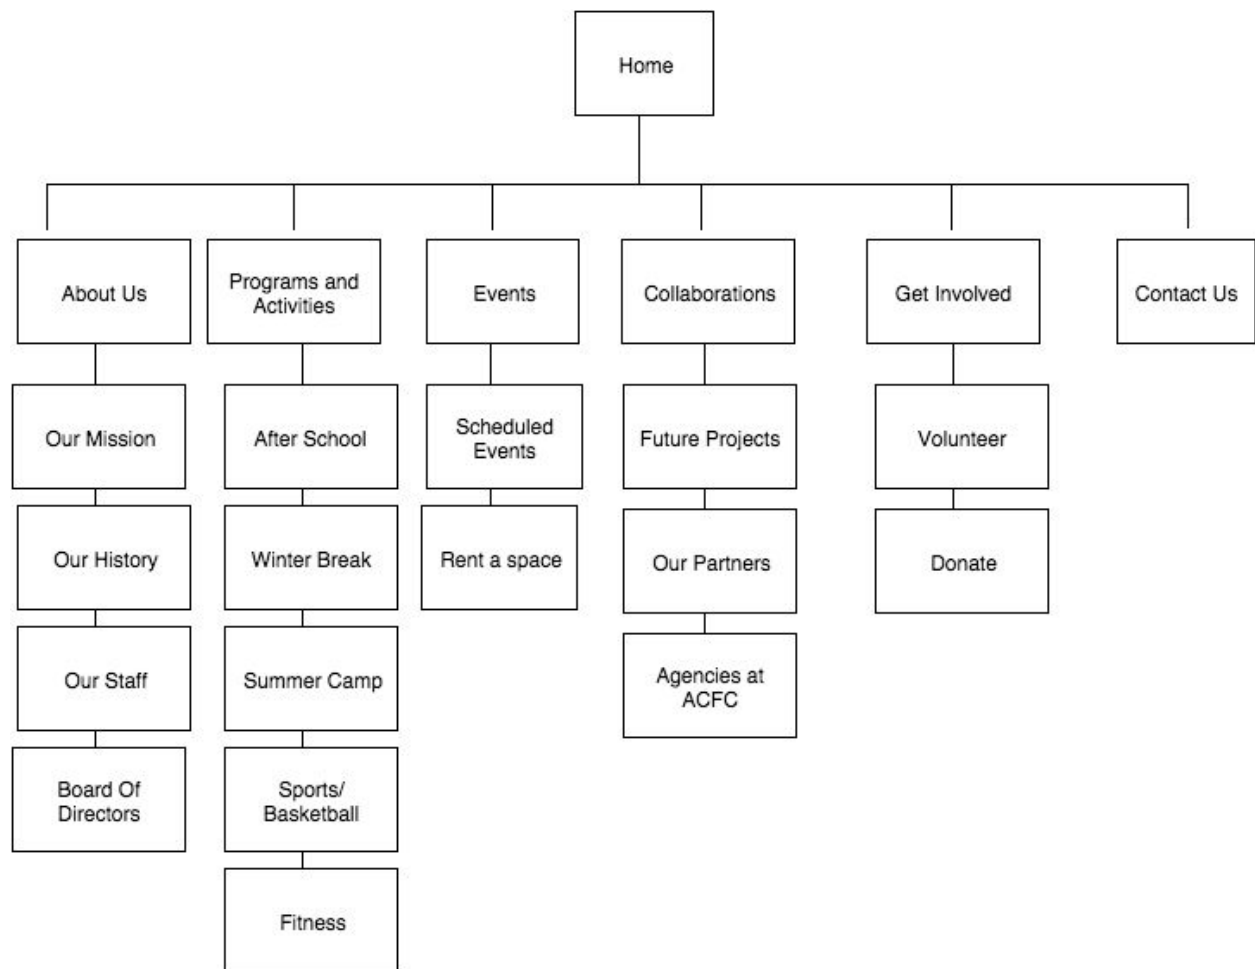 Home
About Us
Programs and
Activities
Events
Collaborations
Get Involved
Contact Us
Our Mission
After School
Scheduled
Events
Future Projects
Volunteer
Our History
Winter Break
Rent a space
Our Partners
Donate
Our Staff
Summer Camp
Agencies at
ACFC
Board Of
Directors
Sports/
Basketball
Fitness